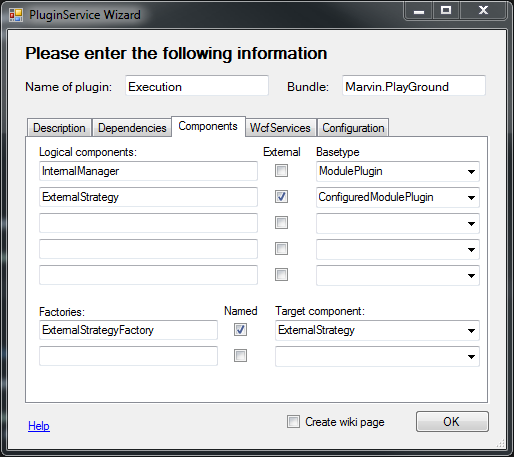 PluginService Wizard
Please enter the following information
Name of plugin: Execution Bundle: Marvin.PlayGround
Description Dependencies Components WcfServices Configuration
Logical components: External Basetype
InternalManager ModulePlugin
ExternalStrategy ConfiguredModulePlugin
Factories: Named Target component:
ExternalStrategyFactory ExternalStrategy
Help Create wiki page OK